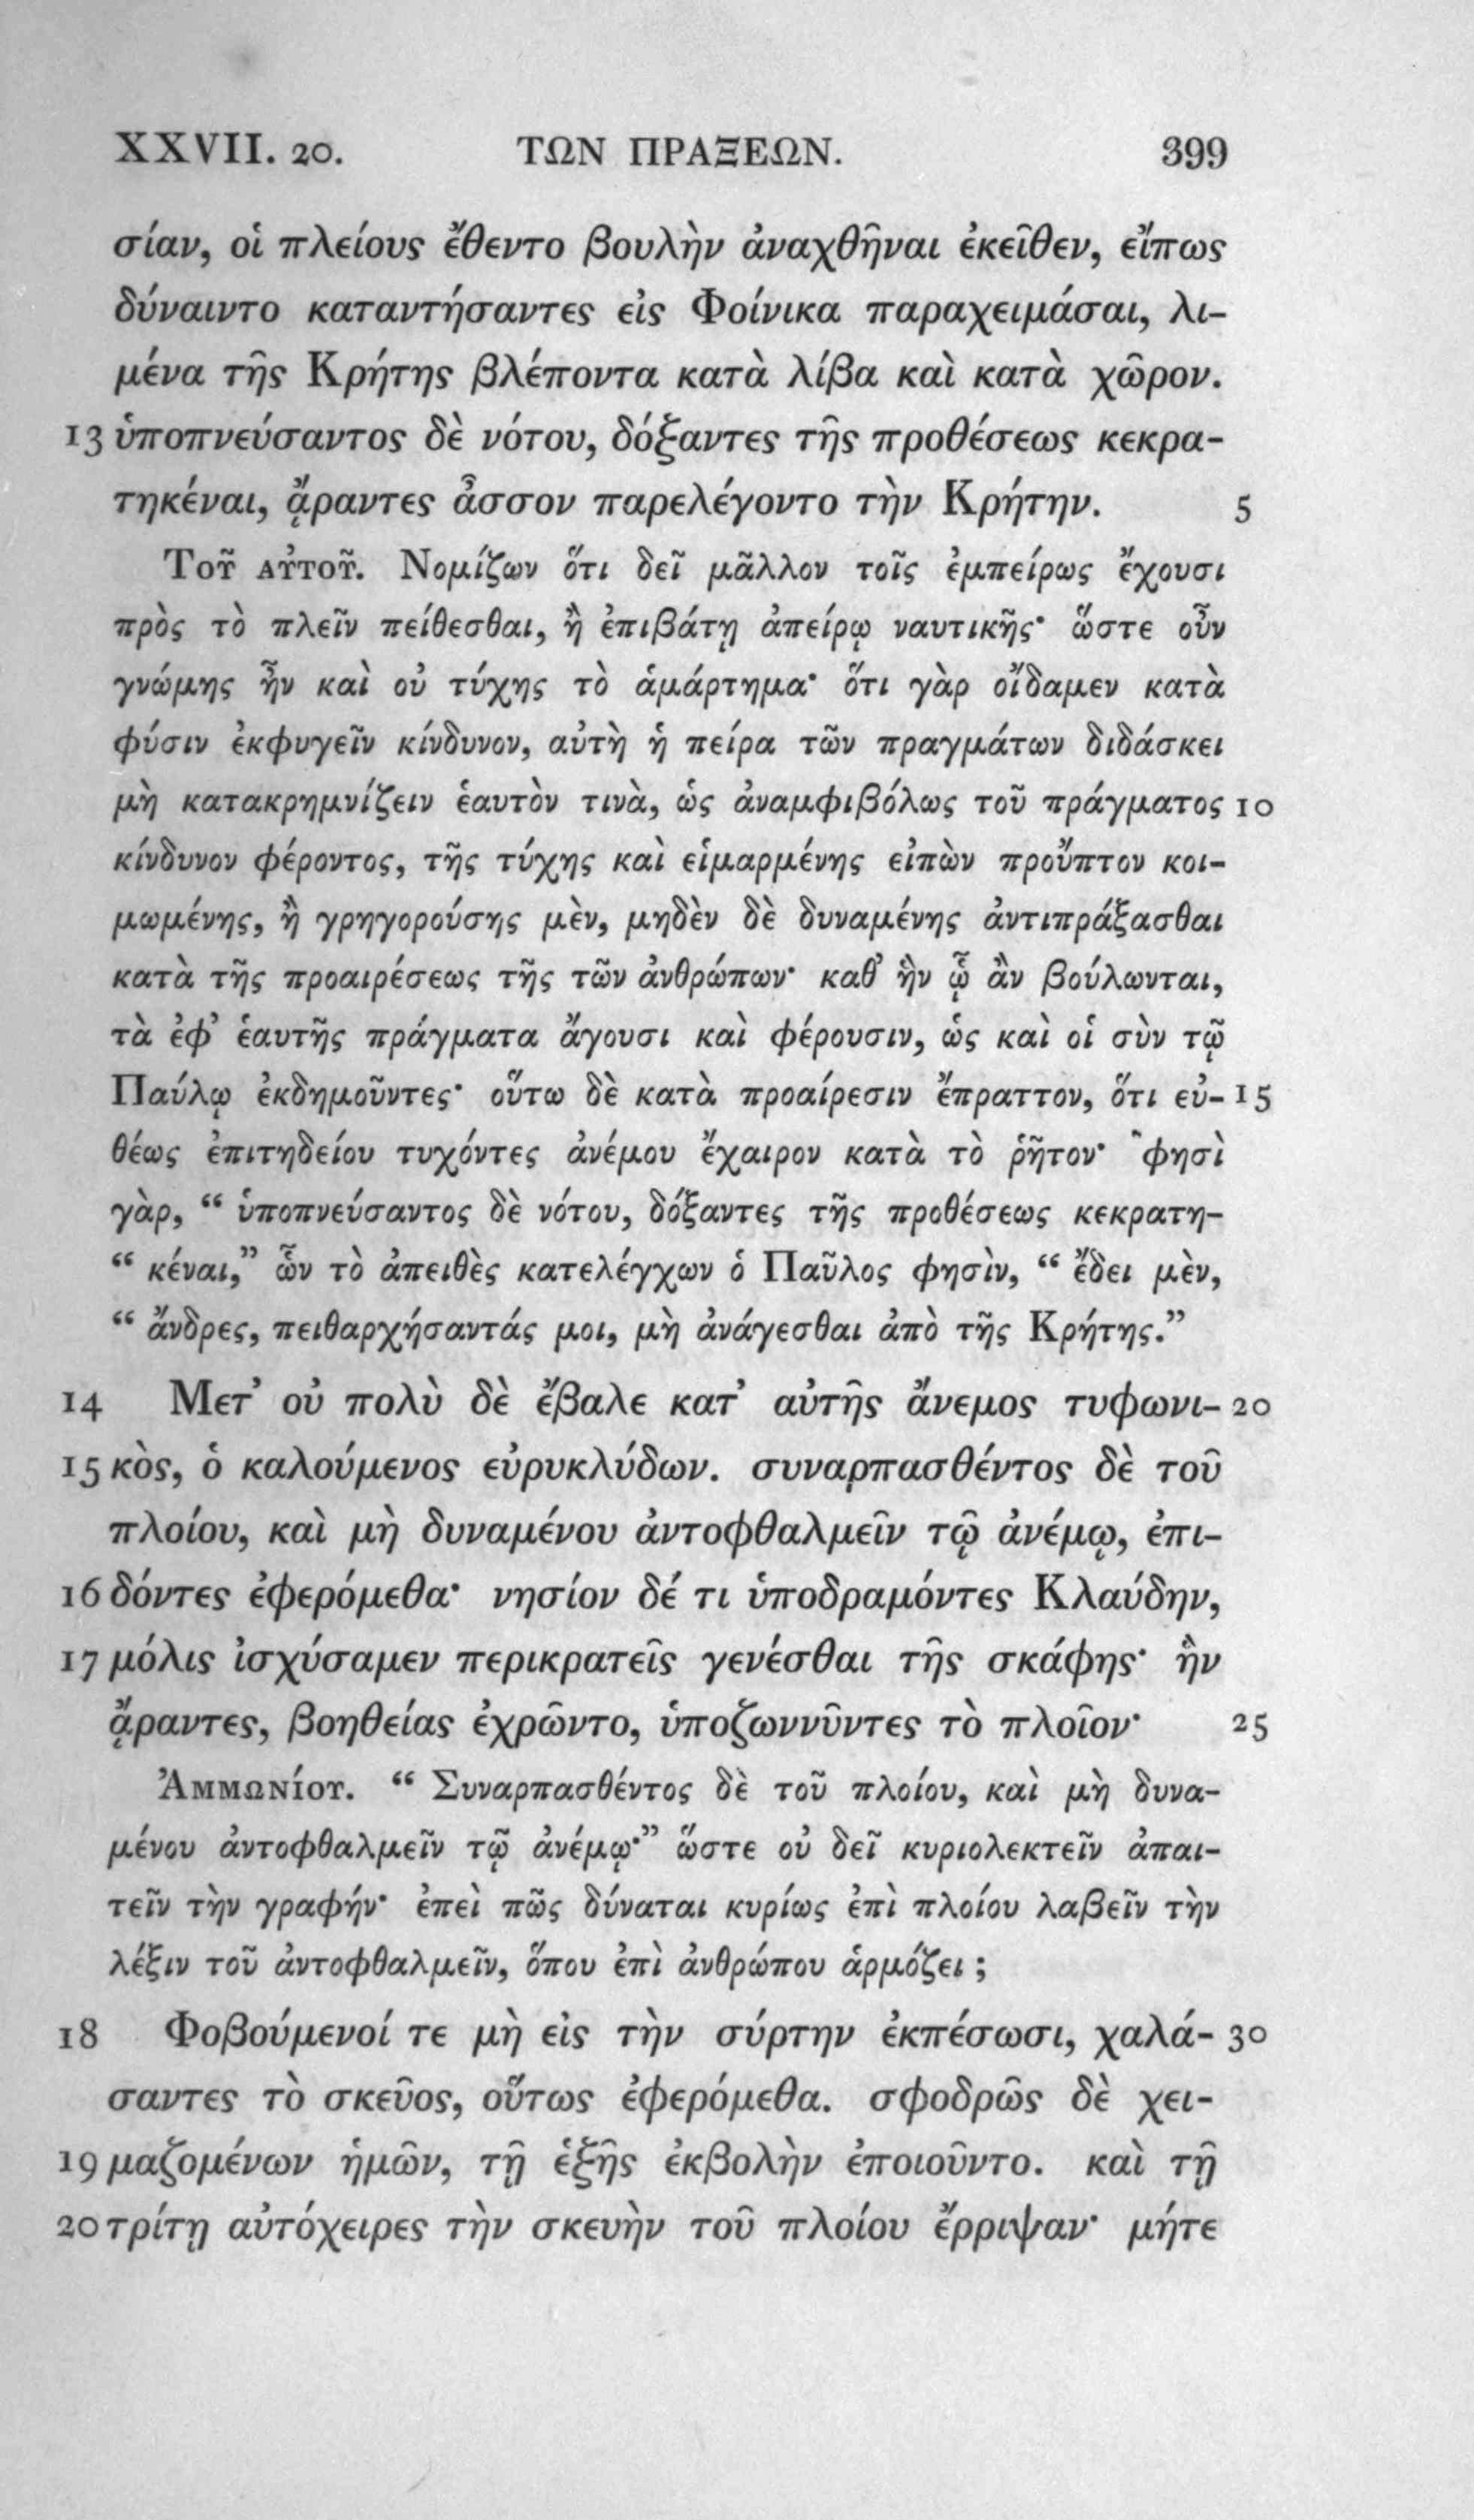 XXVII. 20. ΤΩΝ ΠΡΑΞΕΩΝ. 399
σίαν, οἱ πλείους ἔθεντο βουλὴν ἀναχθῆναι ἐκεῖθεν, εἴπως
δύναιντο καταντήσαντες εἰς Φοίνικα παραχειμάσαι, λι-
μένα τῆς Κρήτης βλέποντα κατὰ λίβα καὶ κατὰ χῶρον.
13 ὑποπνεύσαντος δὲ νότου, δόξαντες τῆς προθέσεως κεκρα-
τηκέναι, ᾄραντες ἆσσον παρελέγοντο τὴν Κρήτην. 5
Τοῦ αὐτοῦ. Νομίζων ὅτι δεῖ μᾶλλον τοῖς ἐμπείρως ἔχουσι
πρὸς τὸ πλεῖν πείθεσθαι, ἢ ἐπιβάτῃ ἀπείρῳ ναυτικῆς· ὥστε οὖν
γνώμης ἦν καὶ οὐ τύχης τὸ ἁμάρτημα· ὅτι γὰρ οἴδαμεν κατὰ
φύσιν ἐκφυγεῖν κίνδυνον, αὐτὴ ἡ πείρα τῶν πραγμάτων διδάσκει
μὴ κατακρημνίζειν ἑαυτὸν τινὰ, ὡς ἀναμφιβόλως τοῦ πράγματος 10
κίνδυνον φέροντος, τῆς τύχης καὶ εἱμαρμένης εἰπὼν προὔπτον κοι-
μωμένης, ἢ γρηγορούσης μὲν, μηδὲν δὲ δυναμένης ἀντιπράξασθαι
κατὰ τῆς προαιρέσεως τῆς τῶν ἀνθρώπων· καθ’ ἣν ᾧ ἂν βούλωνται,
τὰ ἐφ’ ἑαυτῆς πράγματα ἄγουσι καὶ φέρουσιν, ὡς καὶ οἱ σὺν τῷ
Παύλῳ ἐκδημοῦντες· οὕτω δὲ κατὰ προαίρεσιν ἔπραττον, ὅτι εὐ- 15
θέως ἐπιτηδείου τυχόντες ἀνέμου ἔχαιρον κατὰ τὸ ῥῆτον· φησὶ
γὰρ, “ ὑποπνεύσαντος δὲ νότου, δόξαντες τῆς προθέσεως κεκρατη-
“ κέναι,” ὧν τὸ ἀπειθὲς κατελέγχων ὁ Παῦλος φησὶν, “ ἔδει μὲν,
“ ἄνδρες, πειθαρχήσαντάς μοι, μὴ ἀνάγεσθαι ἀπὸ τῆς Κρήτης.”
14 Μετ’ οὐ πολὺ δὲ ἔβαλε κατ’ αὐτῆς ἄνεμος τυφωνι- 20
15 κὸς, ὁ καλούμενος εὐρυκλύδων. συναρπασθέντος δὲ τοῦ
πλοίου, καὶ μὴ δυναμένου ἀντοφθαλμεῖν τῷ ἀνέμῳ, ἐπι-
16 δόντες ἐφερόμεθα· νησίον δέ τι ὑποδραμόντες Κλαύδην,
17 μόλις ἰσχύσαμεν περικρατεῖς γενέσθαι τῆς σκάφης· ἣν
ᾄραντες, βοηθείας ἐχρῶντο, ὑποζωννῦντες τὸ πλοῖον· 25
Ἀμμωνίου. “ Συναρπασθέντος δὲ τοῦ πλοίου, καὶ μὴ δυνα-
μένου ἀντοφθαλμεῖν τῷ ἀνέμῳ·” ὥστε οὐ δεῖ κυριολεκτεῖν ἀπαι-
τεῖν τὴν γραφήν· ἐπεὶ πῶς δύναται κυρίως ἐπὶ πλοίου λαβεῖν τὴν
λέξιν τοῦ ἀντοφθαλμεῖν, ὅπου ἐπὶ ἀνθρώπου ἁρμόζει ;
18 Φοβούμενοί τε μὴ εἰς τὴν σύρτην ἐκπέσωσι, χαλά- 30
σαντες τὸ σκεῦος, οὕτως ἐφερόμεθα. σφοδρῶς δὲ χει-
19 μαζομένων ἡμῶν, τῇ ἑξῆς ἐκβολὴν ἐποιοῦντο. καὶ τῇ
20 τρίτῃ αὐτόχειρες τὴν σκευὴν τοῦ πλοίου ἔρριψαν· μήτε